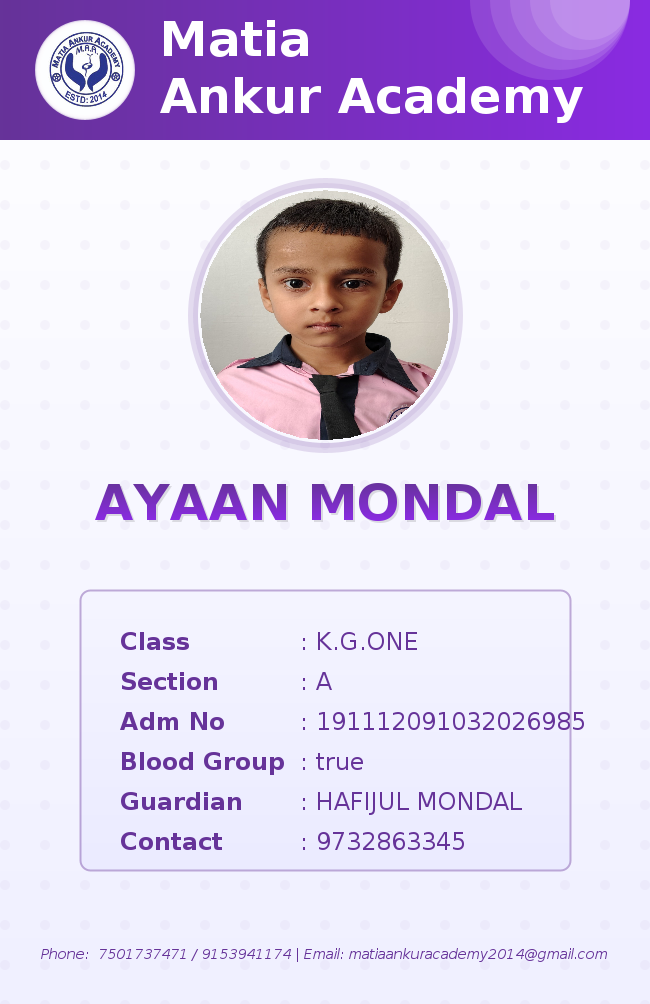 Matia
Ankur Academy
MATIA ANKUR ACADEMY
M.A.A
ESTD: 2014
AYAAN MONDAL
Class : K.G.ONE
Section : A
Adm No : 191112091032026985
Blood Group : true
Guardian : HAFIJUL MONDAL
Contact : 9732863345
Phone: 7501737471 / 9153941174 | Email: matiaankuracademy2014@gmail.com